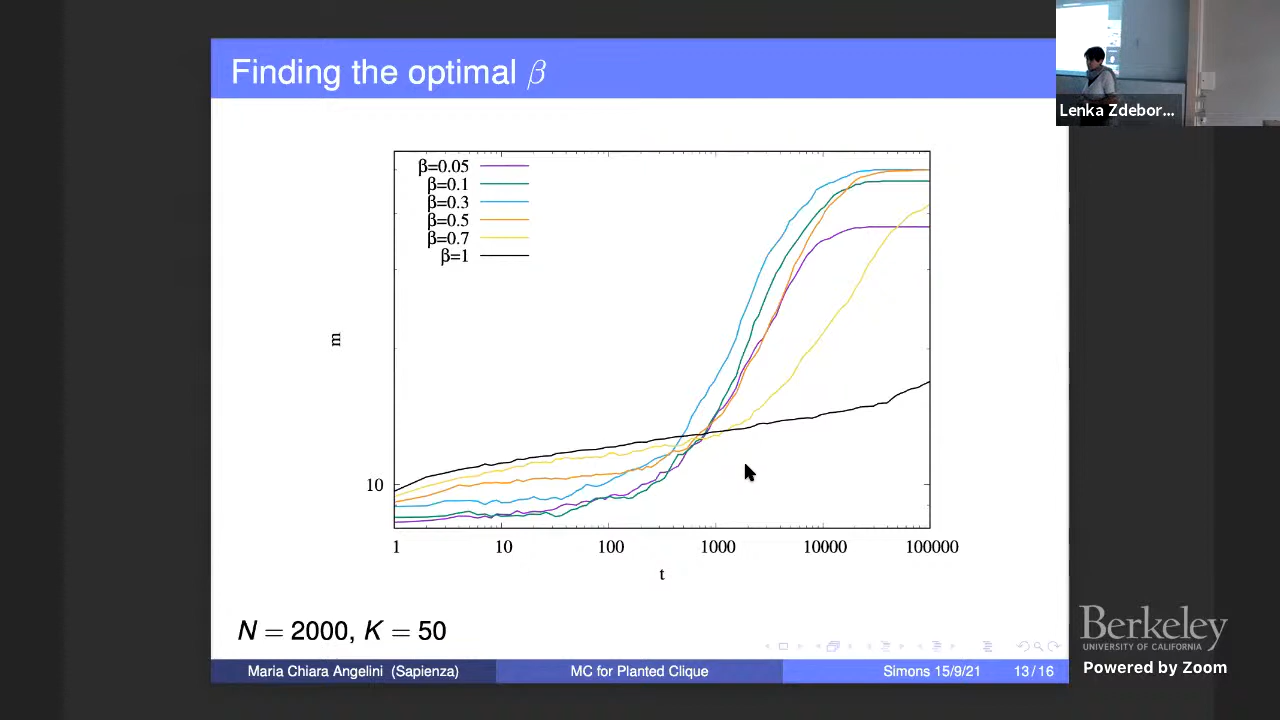 Finding the optimal β
Lenka Zdebor...
β=0.05
β=0.1
β=0.3
β=0.5
β=0.7
β=1
m
10
1 10 100 1000 10000 100000
t
N = 2000, K = 50
Berkeley
UNIVERSITY OF CALIFORNIA
Powered by Zoom
Maria Chiara Angelini (Sapienza) MC for Planted Clique Simons 15/9/21 13 / 16